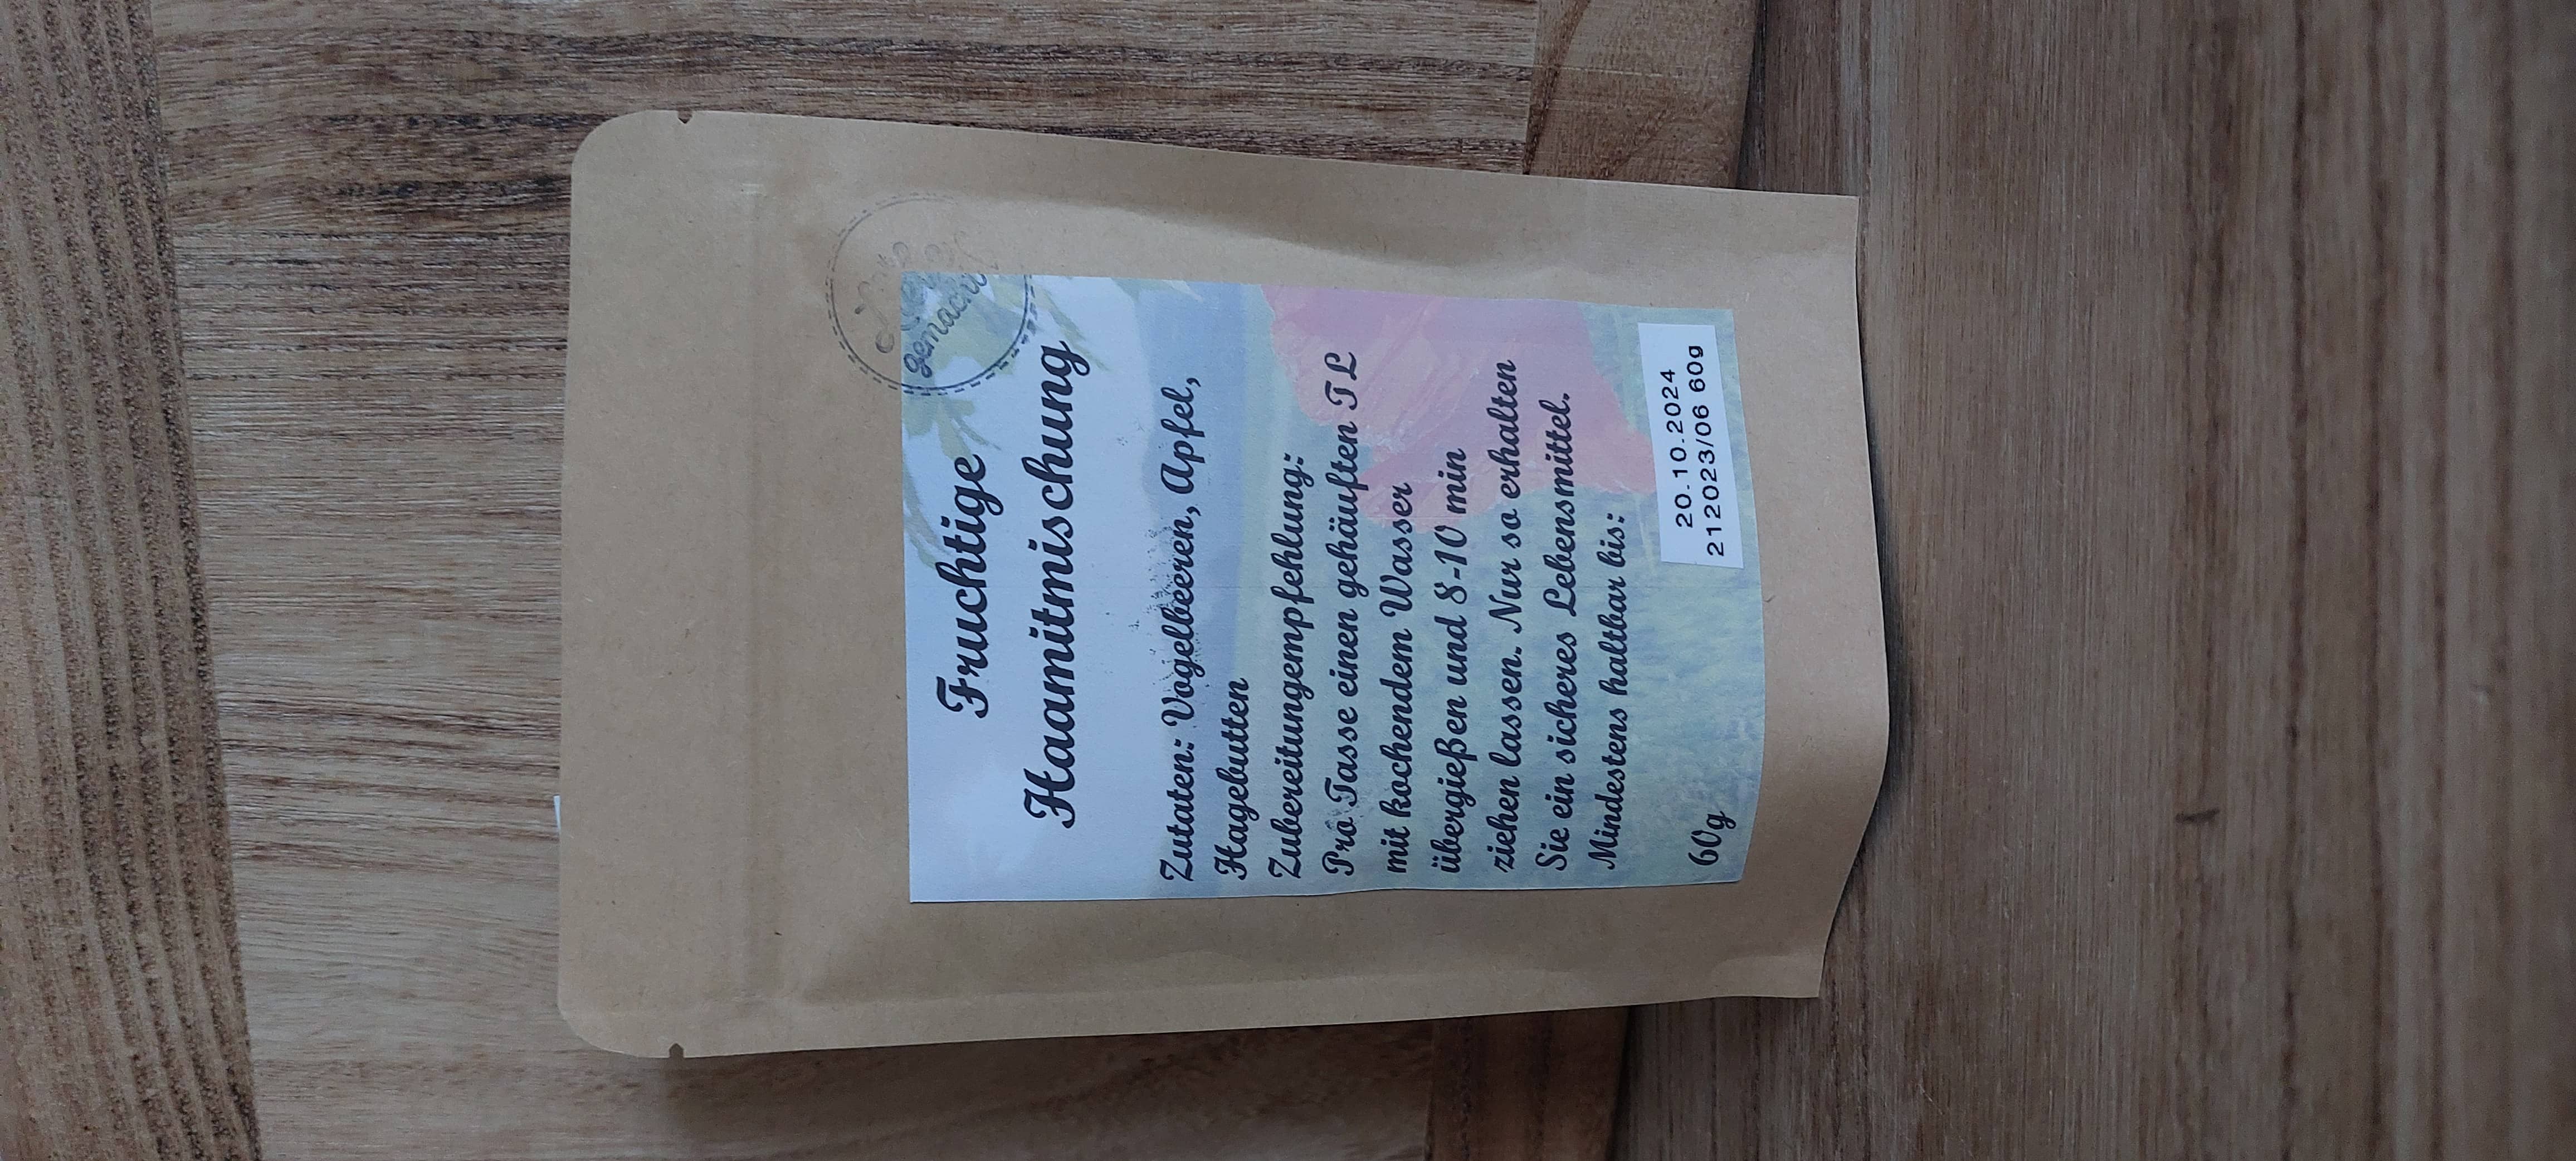 gemacht
Fruchtige
Haamitmischung
Zutaten: Vogelbeeren, Apfel,
Hagebutten
Zubereitungempfehlung:
Pro Tasse einen gehäuften TL
mit kochendem Wasser
übergießen und 8-10 min
ziehen lassen. Nur so erhalten
Sie ein sicheres Lebensmittel.
Mindestens haltbar bis:
20.10.2024
212023/06 60g
60g